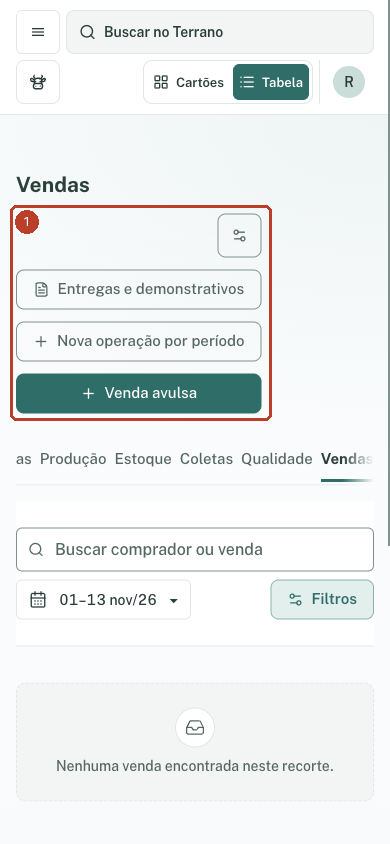 Buscar no Terrano
Cartões Tabela R
Vendas
1
Entregas e demonstrativos
Nova operação por período
Venda avulsa
as Produção Estoque Coletas Qualidade Vendas
Buscar comprador ou venda
01–13 nov/26 Filtros
Nenhuma venda encontrada neste recorte.